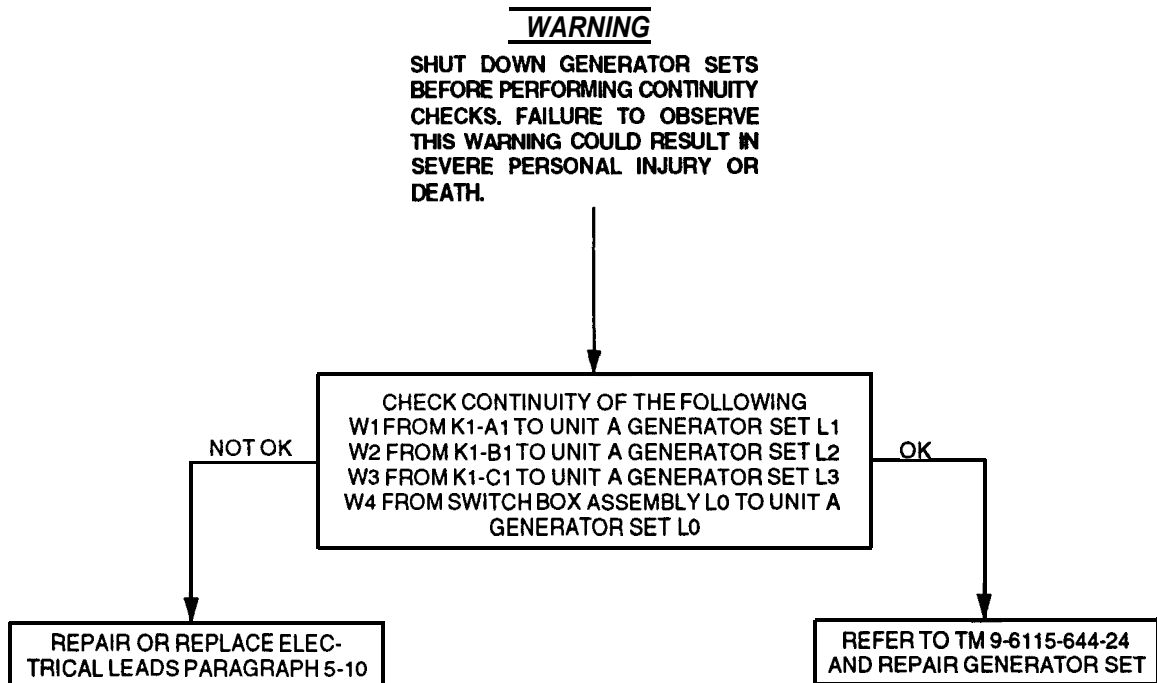 WARNING
SHUT DOWN GENERATOR SETS
BEFORE PERFORMING CONTINUITY
CHECKS. FAILURE TO OBSERVE
THIS WARNING COULD RESULT IN
SEVERE PERSONAL INJURY OR
DEATH.
CHECK CONTINUITY OF THE FOLLOWING
W1 FROM K1-A1 TO UNIT A GENERATOR SET L1
W2 FROM K1-B1 TO UNIT A GENERATOR SET L2
W3 FROM K1-C1 TO UNIT A GENERATOR SET L3
W4 FROM SWITCH BOX ASSEMBLY L0 TO UNIT A
GENERATOR SET L0
NOT OK
OK
REPAIR OR REPLACE ELEC-
TRICAL LEADS PARAGRAPH 5-10
REFER TO TM 9-6115-644-24
AND REPAIR GENERATOR SET